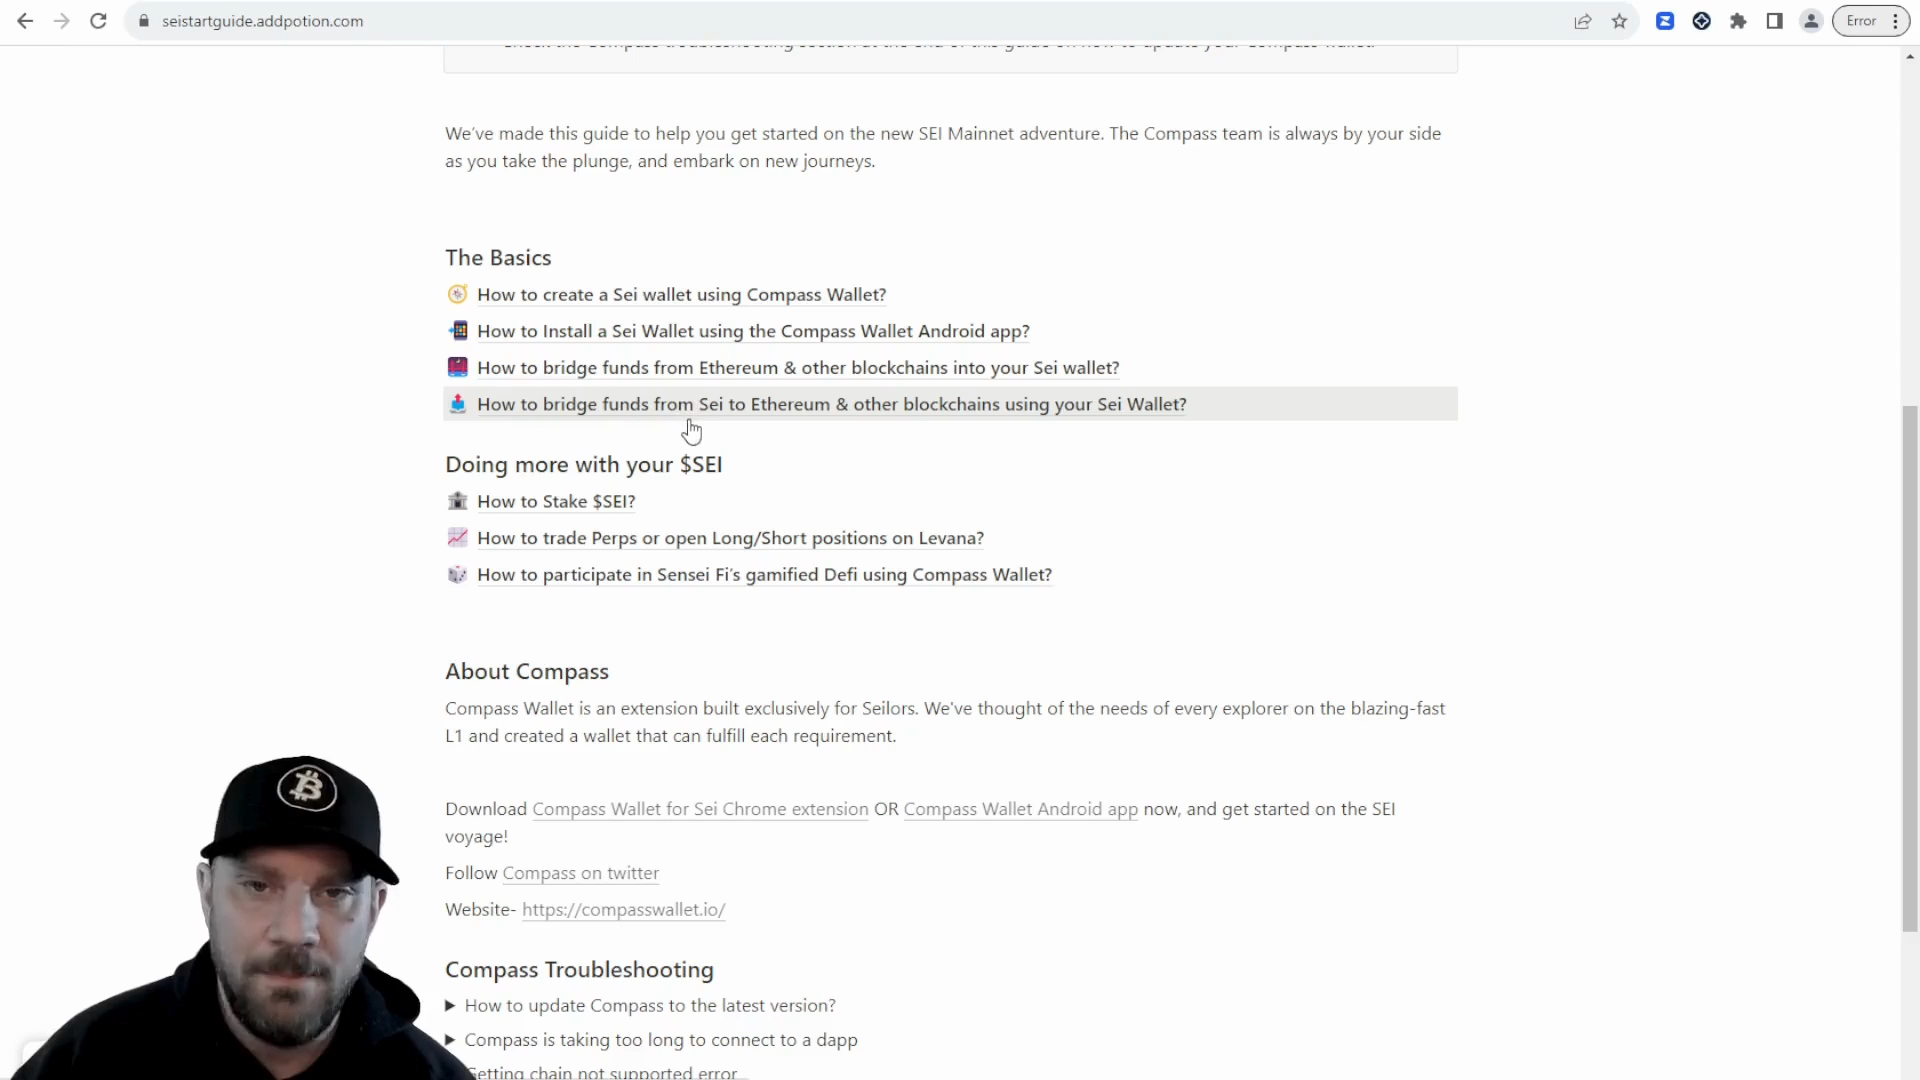 seistartguide.addpotion.com
Error
Check the Compass troubleshooting section at the end of this guide on how to update your Compass wallet.
We've made this guide to help you get started on the new SEI Mainnet adventure. The Compass team is always by your side
as you take the plunge, and embark on new journeys.
The Basics
How to create a Sei wallet using Compass Wallet?
How to Install a Sei Wallet using the Compass Wallet Android app?
How to bridge funds from Ethereum & other blockchains into your Sei wallet?
How to bridge funds from Sei to Ethereum & other blockchains using your Sei Wallet?
Doing more with your $SEI
How to Stake $SEI?
How to trade Perps or open Long/Short positions on Levana?
How to participate in Sensei Fi's gamified Defi using Compass Wallet?
About Compass
Compass Wallet is an extension built exclusively for Seilors. We've thought of the needs of every explorer on the blazing-fast
L1 and created a wallet that can fulfill each requirement.
Download Compass Wallet for Sei Chrome extension OR Compass Wallet Android app now, and get started on the SEI
voyage!
Follow Compass on twitter
Website- https://compasswallet.io/
Compass Troubleshooting
How to update Compass to the latest version?
Compass is taking too long to connect to a dapp
Getting chain not supported error